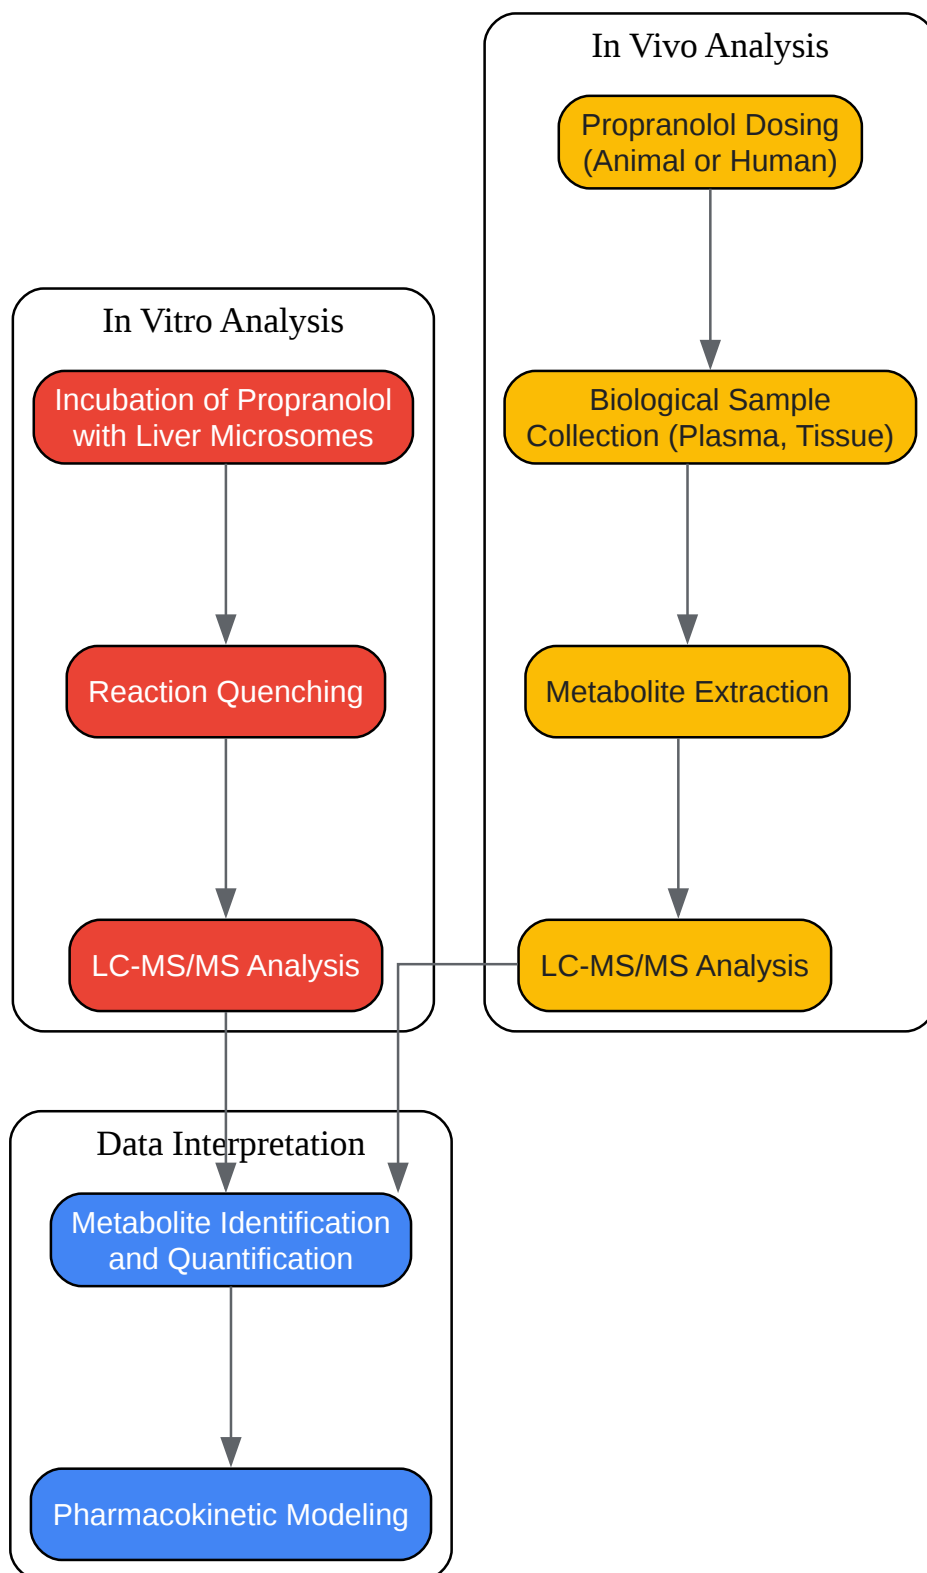 In Vivo Analysis
Propranolol Dosing
(Animal or Human)
Biological Sample
Collection (Plasma, Tissue)
Metabolite Extraction
LC-MS/MS Analysis
In Vitro Analysis
Incubation of Propranolol
with Liver Microsomes
Reaction Quenching
LC-MS/MS Analysis
Data Interpretation
Metabolite Identification
and Quantification
Pharmacokinetic Modeling